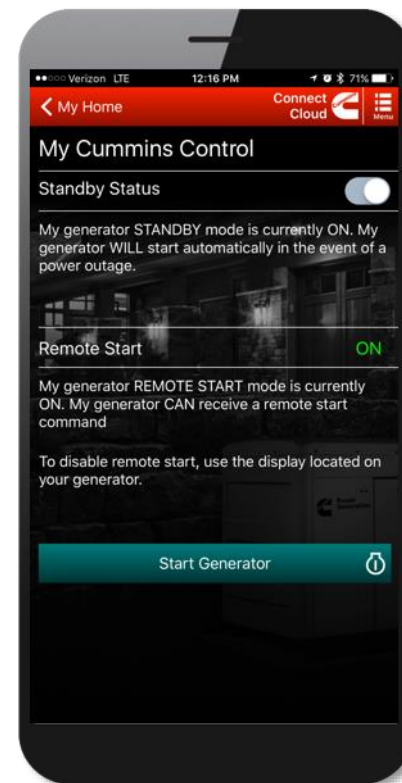 Verizon LTE 12:16 PM 71%
My Home Connect
Cloud Menu
My Cummins Control
Standby Status
My generator STANDBY mode is currently ON. My
generator WILL start automatically in the event of a
power outage.
Remote Start ON
My generator REMOTE START mode is currently
ON. My generator CAN receive a remote start
command
To disable remote start, use the display located on
your generator.
Power
Start Generator